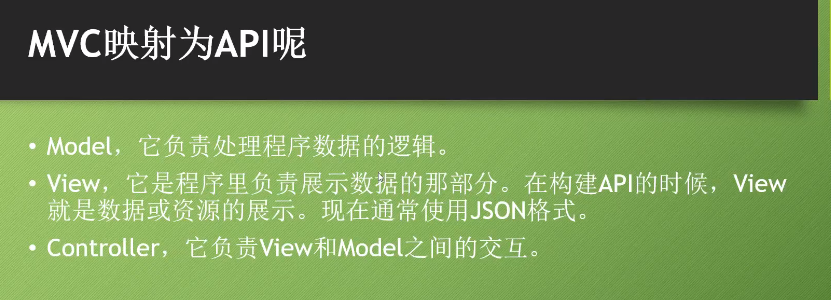 MVC映射为API呢
• Model，它负责处理程序数据的逻辑。
• View，它是程序里负责展示数据的那部分。在构建API的时候，View
就是数据或资源的展示。现在通常使用JSON格式。
• Controller，它负责View和Model之间的交互。